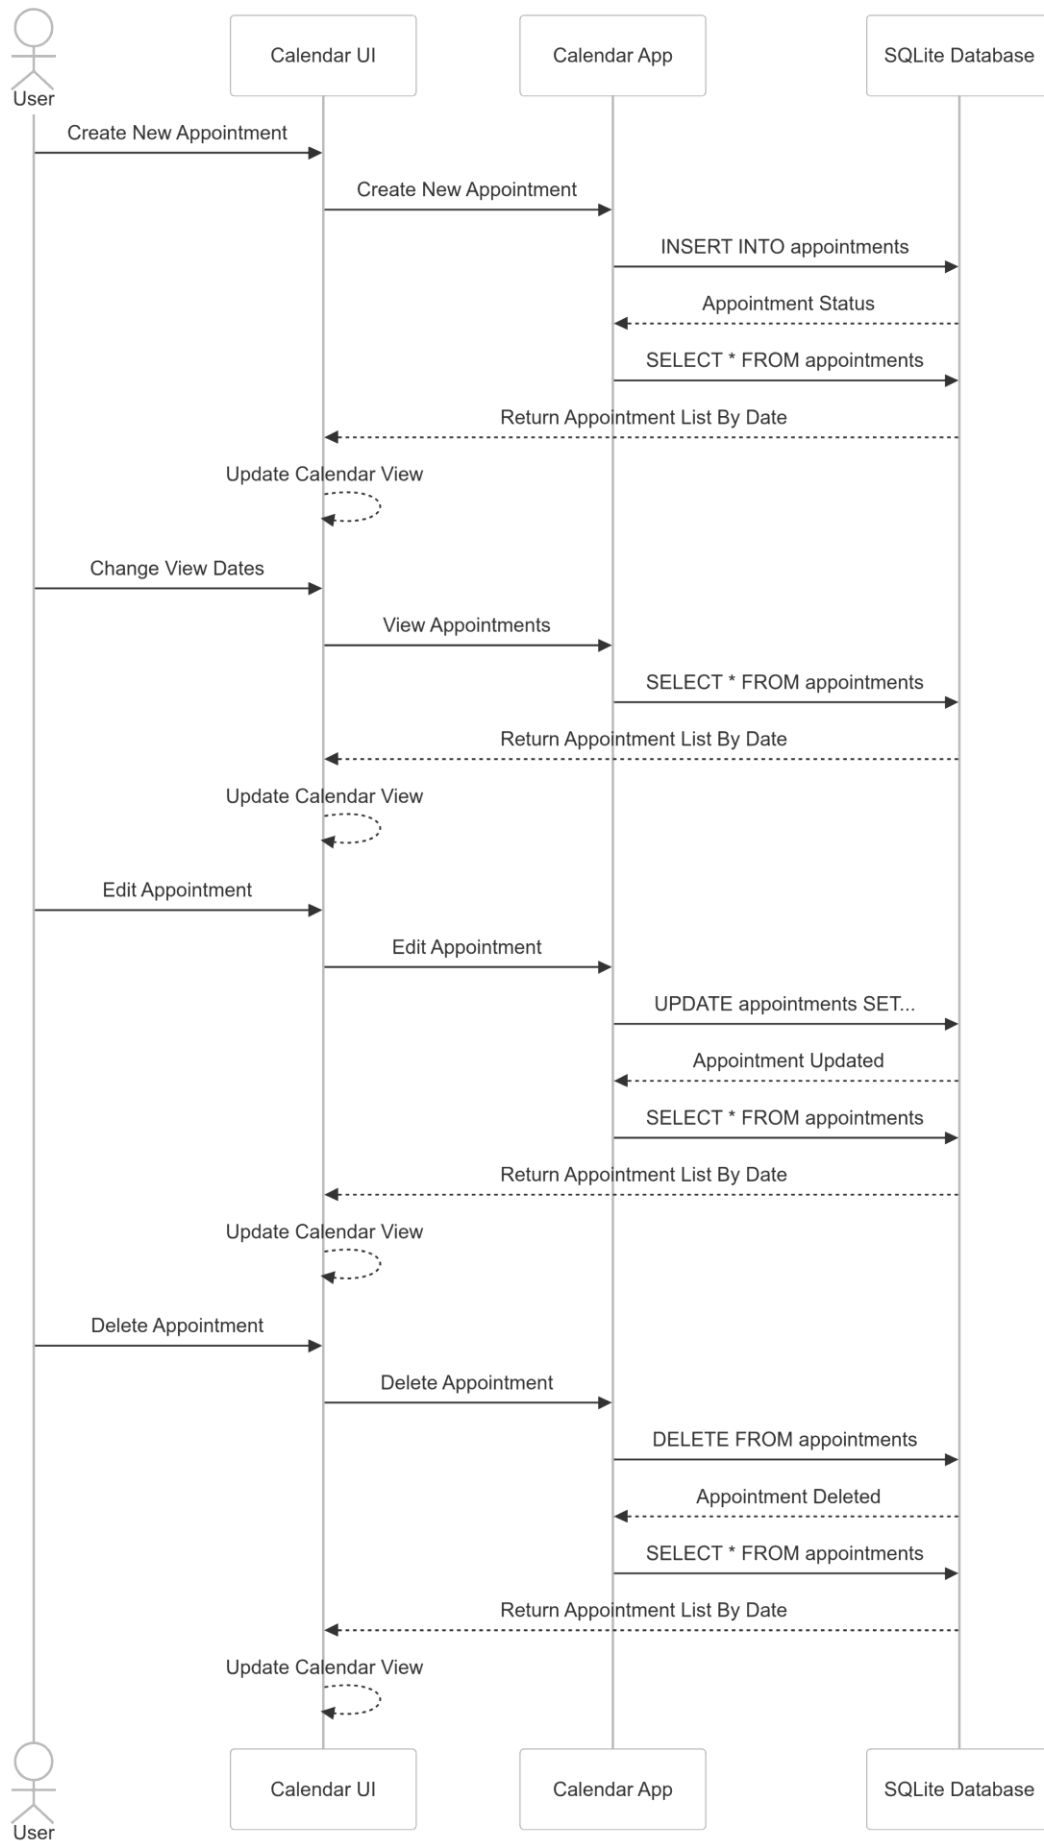 User
Calendar UI
Calendar App
SQLite Database
Create New Appointment
Create New Appointment
INSERT INTO appointments
Appointment Status
SELECT * FROM appointments
Return Appointment List By Date
Update Calendar View
Change View Dates
View Appointments
SELECT * FROM appointments
Return Appointment List By Date
Update Calendar View
Edit Appointment
Edit Appointment
UPDATE appointments SET...
Appointment Updated
SELECT * FROM appointments
Return Appointment List By Date
Update Calendar View
Delete Appointment
Delete Appointment
DELETE FROM appointments
Appointment Deleted
SELECT * FROM appointments
Return Appointment List By Date
Update Calendar View
User
Calendar UI
Calendar App
SQLite Database